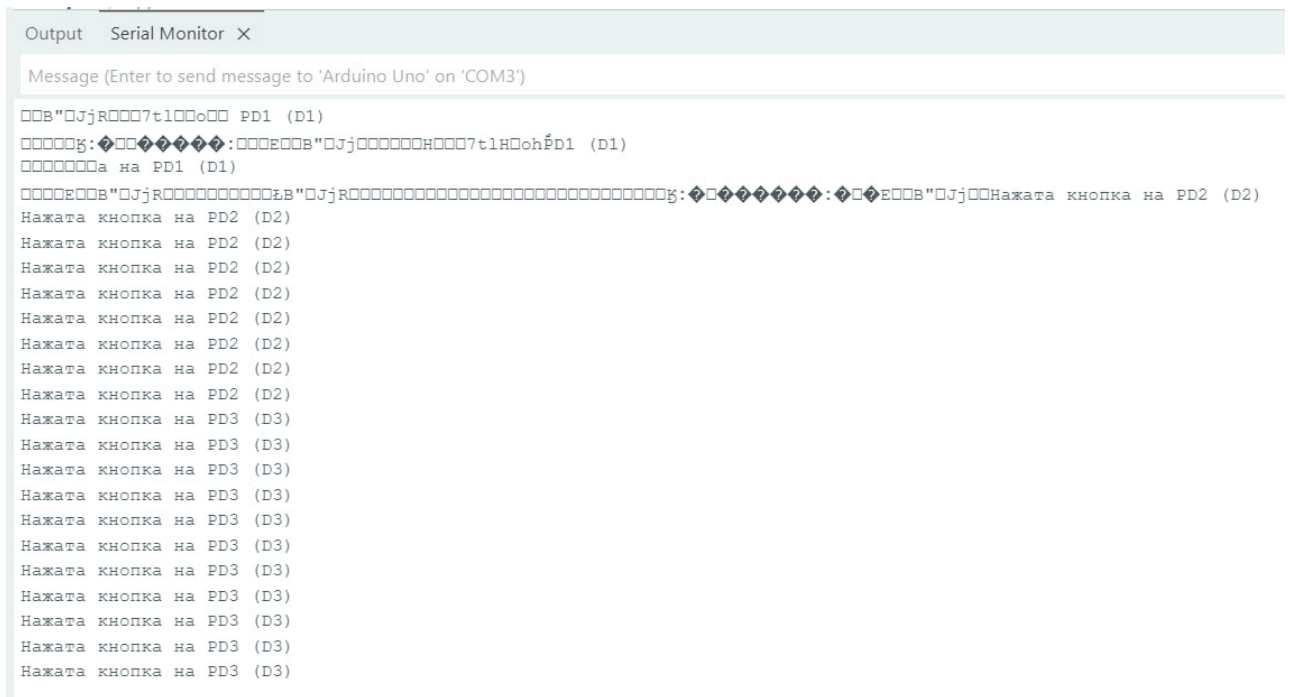 Output Serial Monitor ×
Message (Enter to send message to 'Arduino Uno' on 'COM3')
PD1 (D1)
PD1 (D1)
а на PD1 (D1)
Нажата кнопка на PD2 (D2)
Нажата кнопка на PD2 (D2)
Нажата кнопка на PD2 (D2)
Нажата кнопка на PD2 (D2)
Нажата кнопка на PD2 (D2)
Нажата кнопка на PD2 (D2)
Нажата кнопка на PD2 (D2)
Нажата кнопка на PD2 (D2)
Нажата кнопка на PD2 (D2)
Нажата кнопка на PD3 (D3)
Нажата кнопка на PD3 (D3)
Нажата кнопка на PD3 (D3)
Нажата кнопка на PD3 (D3)
Нажата кнопка на PD3 (D3)
Нажата кнопка на PD3 (D3)
Нажата кнопка на PD3 (D3)
Нажата кнопка на PD3 (D3)
Нажата кнопка на PD3 (D3)
Нажата кнопка на PD3 (D3)
Нажата кнопка на PD3 (D3)